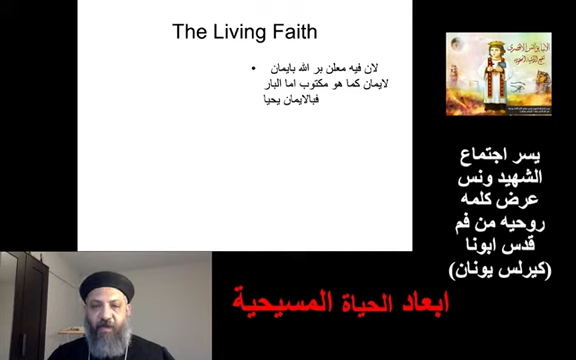 The Living Faith
• لان فيه معلن بر الله بايمان
لايمان كما هو مكتوب اما البار
فبالايمان يحيا
يسر اجتماع
الشهيد ونس
عرض كلمه
روحيه من فم
قدس ابونا
(كيرلس يونان)
ابعاد الحياة المسيحية